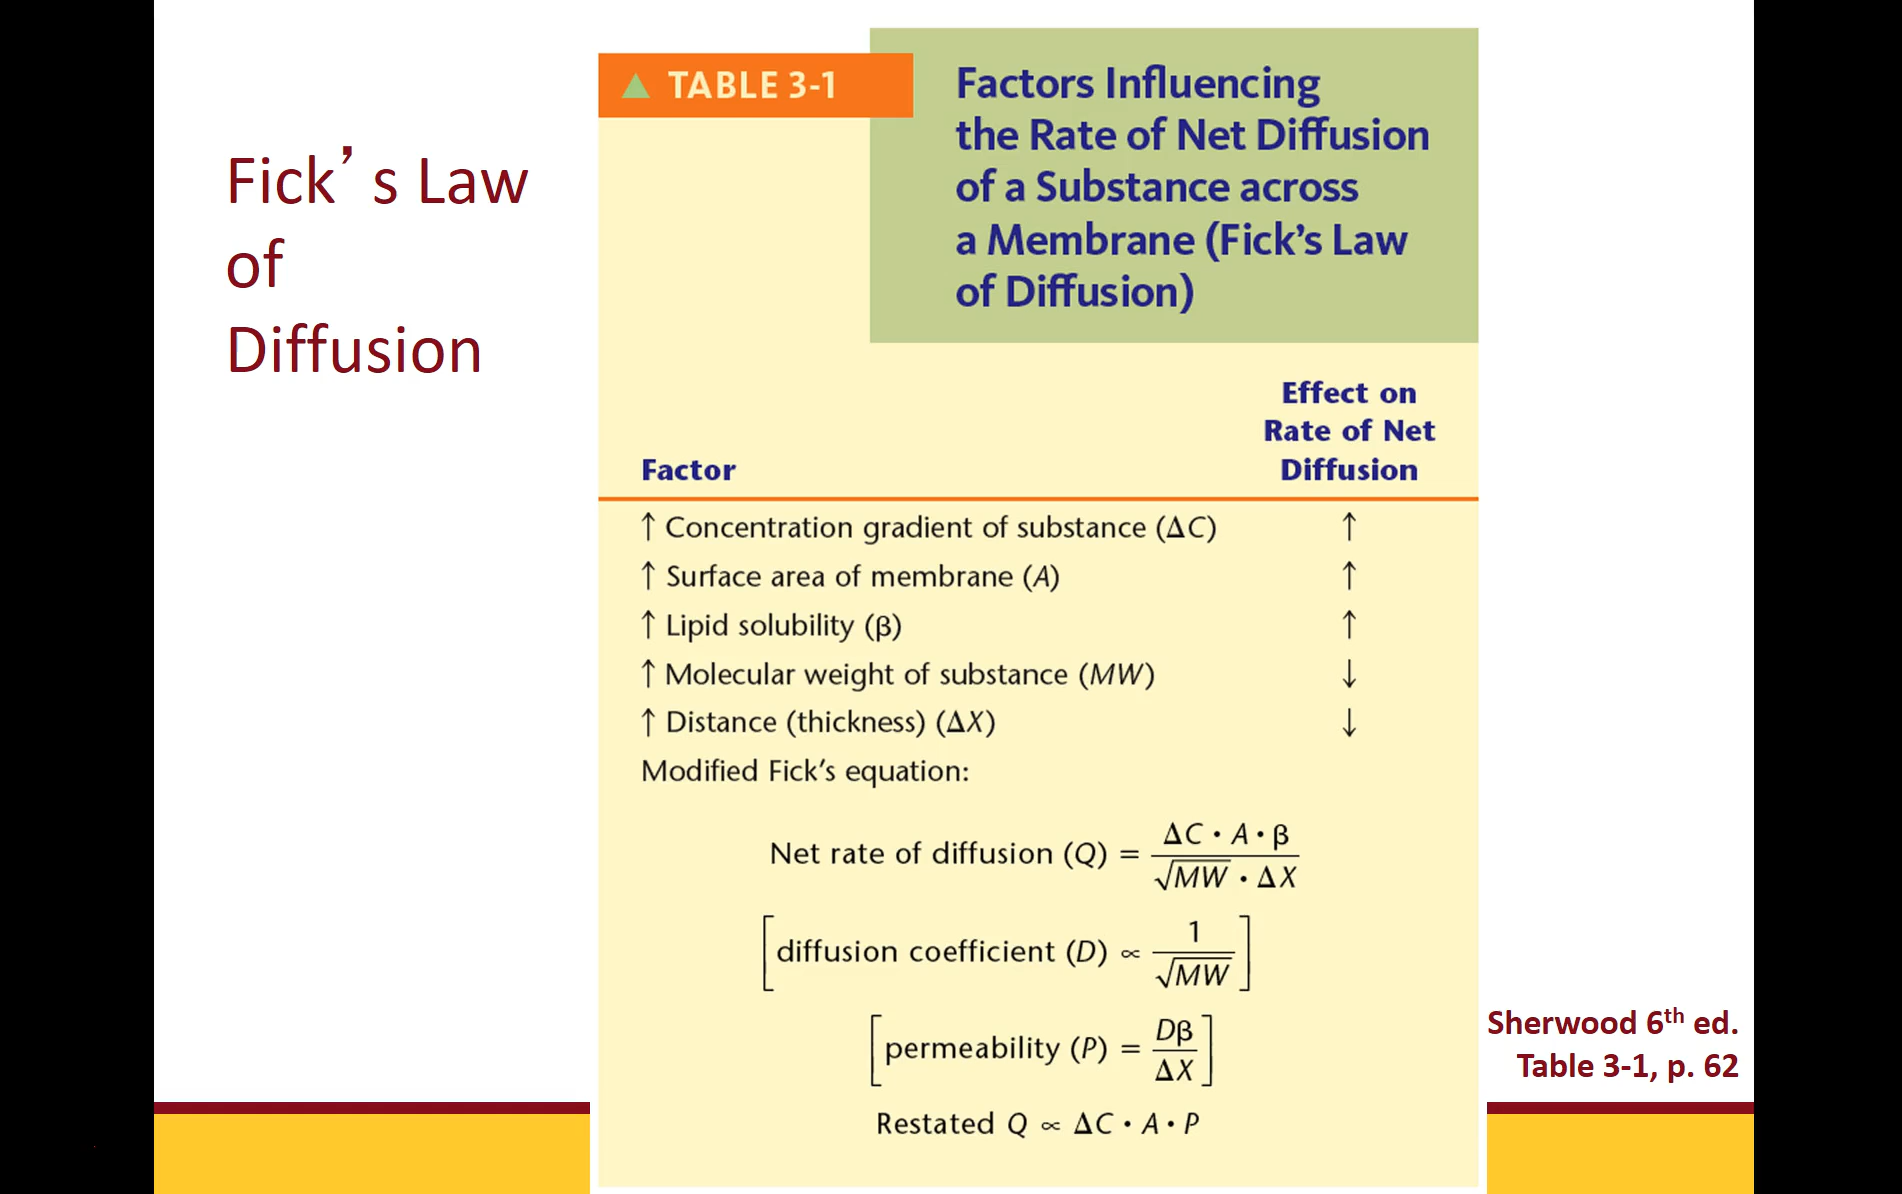 Fick’s Law
of
Diffusion
TABLE 3-1
Factors Influencing
the Rate of Net Diffusion
of a Substance across
a Membrane (Fick’s Law
of Diffusion)
Factor
Effect on
Rate of Net
Diffusion
↑ Concentration gradient of substance (ΔC) ↑
↑ Surface area of membrane (A) ↑
↑ Lipid solubility (β) ↑
↑ Molecular weight of substance (MW) ↓
↑ Distance (thickness) (ΔX) ↓
Modified Fick’s equation:
Net rate of diffusion (Q) = ΔC · A · β / √MW · ΔX
[diffusion coefficient (D) ∝ 1 / √MW]
[permeability (P) = Dβ / ΔX]
Restated Q ∝ ΔC · A · P
Sherwood 6th ed.
Table 3-1, p. 62